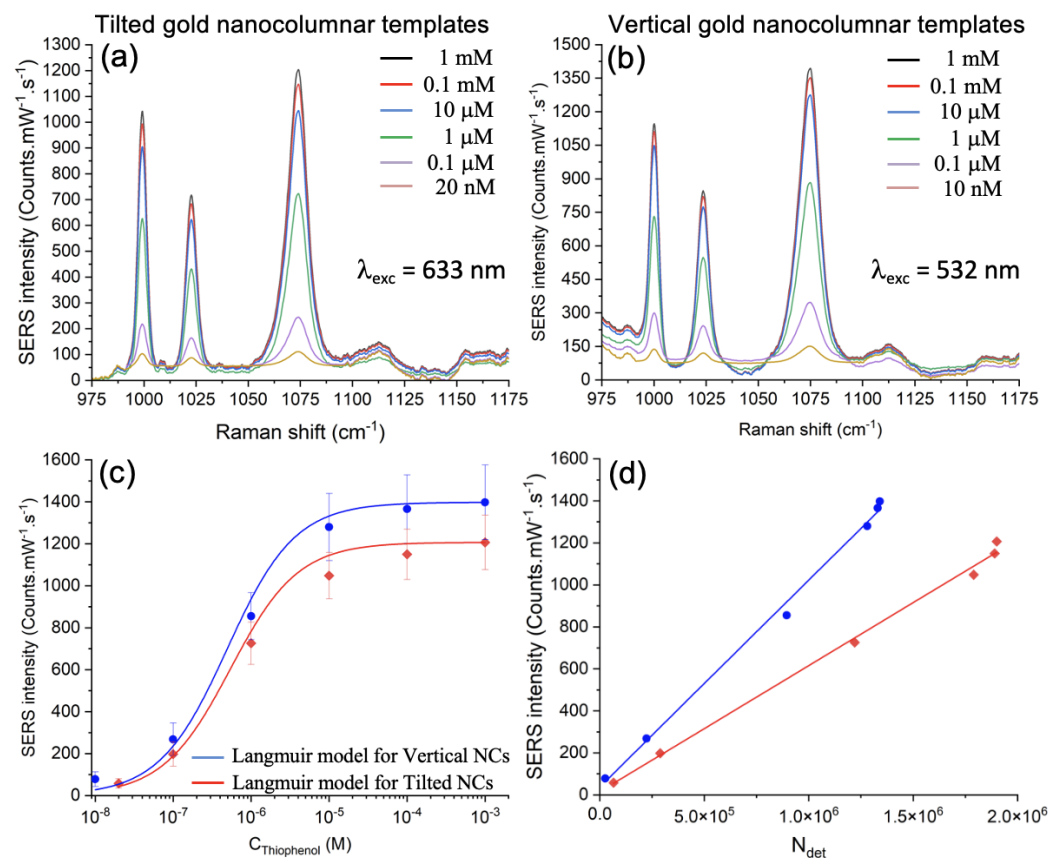 Tilted gold nanocolumnar templates
Vertical gold nanocolumnar templates
(a)
SERS intensity (Counts.mW⁻¹.s⁻¹)
1300
1200
1100
1000
900
800
700
600
500
400
300
200
100
0
1 mM
0.1 mM
10 μM
1 μM
0.1 μM
20 nM
λexc = 633 nm
975 1000 1025 1050 1075 1100 1125 1150 1175
Raman shift (cm⁻¹)
(b)
SERS intensity (Counts.mW⁻¹.s⁻¹)
1500
1350
1200
1050
900
750
600
450
300
150
0
1 mM
0.1 mM
10 μM
1 μM
0.1 μM
10 nM
λexc = 532 nm
975 1000 1025 1050 1075 1100 1125 1150 1175
Raman shift (cm⁻¹)
(c)
SERS intensity (Counts.mW⁻¹.s⁻¹)
1600
1400
1200
1000
800
600
400
200
0
Langmuir model for Vertical NCs
Langmuir model for Tilted NCs
10⁻⁸ 10⁻⁷ 10⁻⁶ 10⁻⁵ 10⁻⁴ 10⁻³
CThiophenol (M)
(d)
SERS intensity (Counts.mW⁻¹.s⁻¹)
1600
1400
1200
1000
800
600
400
200
0
0.0 5.0×10⁵ 1.0×10⁶ 1.5×10⁶ 2.0×10⁶
Ndet